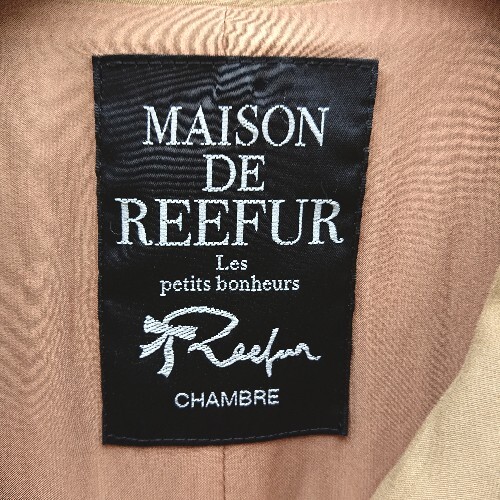 MAISON
DE
REEFUR
Les
petits bonheurs
Reefur
CHAMBRE